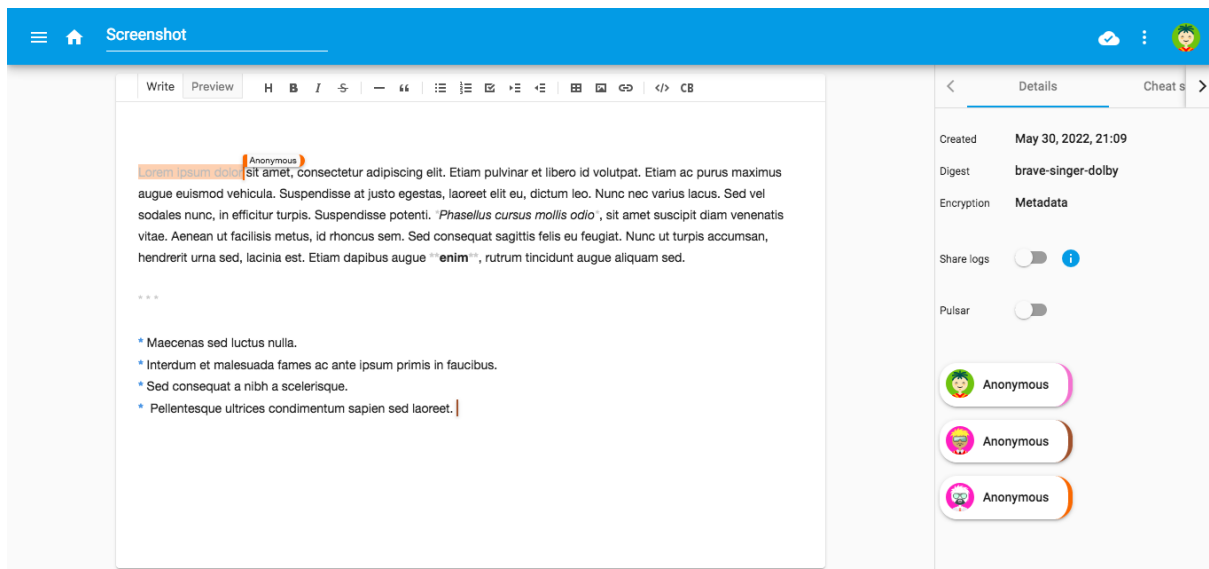 Screenshot
Write Preview H B I S — “ </> CB
Details Cheat s
Anonymous
Lorem ipsum dolor sit amet, consectetur adipiscing elit. Etiam pulvinar et libero id volutpat. Etiam ac purus maximus
augue euismod vehicula. Suspendisse at justo egestas, laoreet elit eu, dictum leo. Nunc nec varius lacus. Sed vel
sodales nunc, in efficitur turpis. Suspendisse potenti. *Phasellus cursus mollis odio*, sit amet suscipit diam venenatis
vitae. Aenean ut facilisis metus, id rhoncus sem. Sed consequat sagittis felis eu feugiat. Nunc ut turpis accumsan,
hendrerit urna sed, lacinia est. Etiam dapibus augue **enim**, rutrum tincidunt augue aliquam sed.
* * *
* Maecenas sed luctus nulla.
* Interdum et malesuada fames ac ante ipsum primis in faucibus.
* Sed consequat a nibh a scelerisque.
* Pellentesque ultrices condimentum sapien sed laoreet.
Created May 30, 2022, 21:09
Digest brave-singer-dolby
Encryption Metadata
Share logs
Pulsar
Anonymous
Anonymous
Anonymous